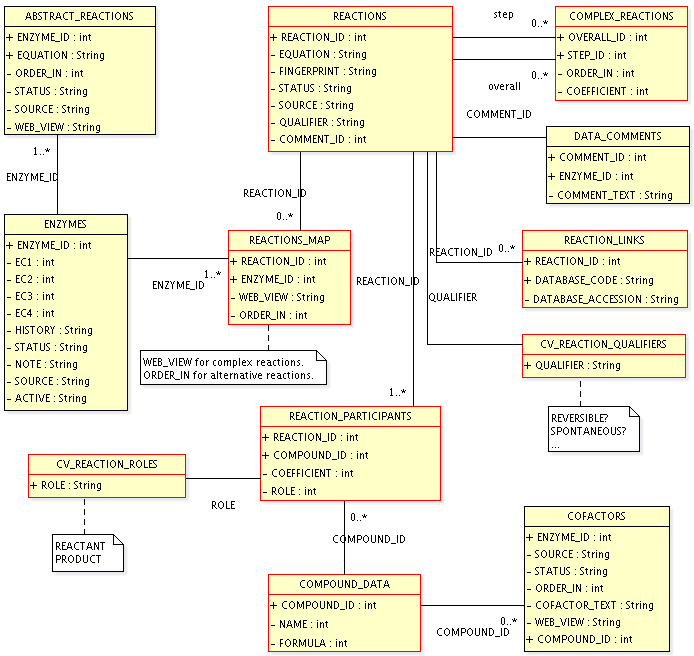 ABSTRACT_REACTIONS
+ ENZYME_ID : int
+ EQUATION : String
- ORDER_IN : int
- STATUS : String
- SOURCE : String
- WEB_VIEW : String
REACTIONS
+ REACTION_ID : int
- EQUATION : String
- FINGERPRINT : String
- STATUS : String
- SOURCE : String
- QUALIFIER : String
- COMMENT_ID : int
step
0..*
0..*
overall
COMPLEX_REACTIONS
+ OVERALL_ID : int
+ STEP_ID : int
- ORDER_IN : int
- COEFFICIENT : int
COMMENT_ID
DATA_COMMENTS
+ COMMENT_ID : int
+ ENZYME_ID : int
- COMMENT_TEXT : String
1..*
ENZYME_ID
REACTION_ID
0..*
ENZYMES
+ ENZYME_ID : int
- EC1 : int
- EC2 : int
- EC3 : int
- EC4 : int
- HISTORY : String
- STATUS : String
- NOTE : String
- SOURCE : String
- ACTIVE : String
1..*
ENZYME_ID
REACTIONS_MAP
+ REACTION_ID : int
+ ENZYME_ID : int
- WEB_VIEW : String
- ORDER_IN : int
REACTION_ID
0..*
REACTION_LINKS
+ REACTION_ID : int
+ DATABASE_CODE : String
- DATABASE_ACCESSION : String
REACTION_ID
QUALIFIER
CV_REACTION_QUALIFIERS
+ QUALIFIER : String
WEB_VIEW for complex reactions.
ORDER_IN for alternative reactions.
REVERSIBLE?
SPONTANEOUS?
...
1..*
REACTION_PARTICIPANTS
+ REACTION_ID : int
+ COMPOUND_ID : int
- COEFFICIENT : int
- ROLE : int
CV_REACTION_ROLES
+ ROLE : String
ROLE
REACTANT
PRODUCT
0..*
COMPOUND_ID
COFACTORS
+ ENZYME_ID : int
- SOURCE : String
- STATUS : String
- ORDER_IN : int
- COFACTOR_TEXT : String
- WEB_VIEW : String
+ COMPOUND_ID : int
COMPOUND_DATA
+ COMPOUND_ID : int
- NAME : int
- FORMULA : int
0..*
COMPOUND_ID